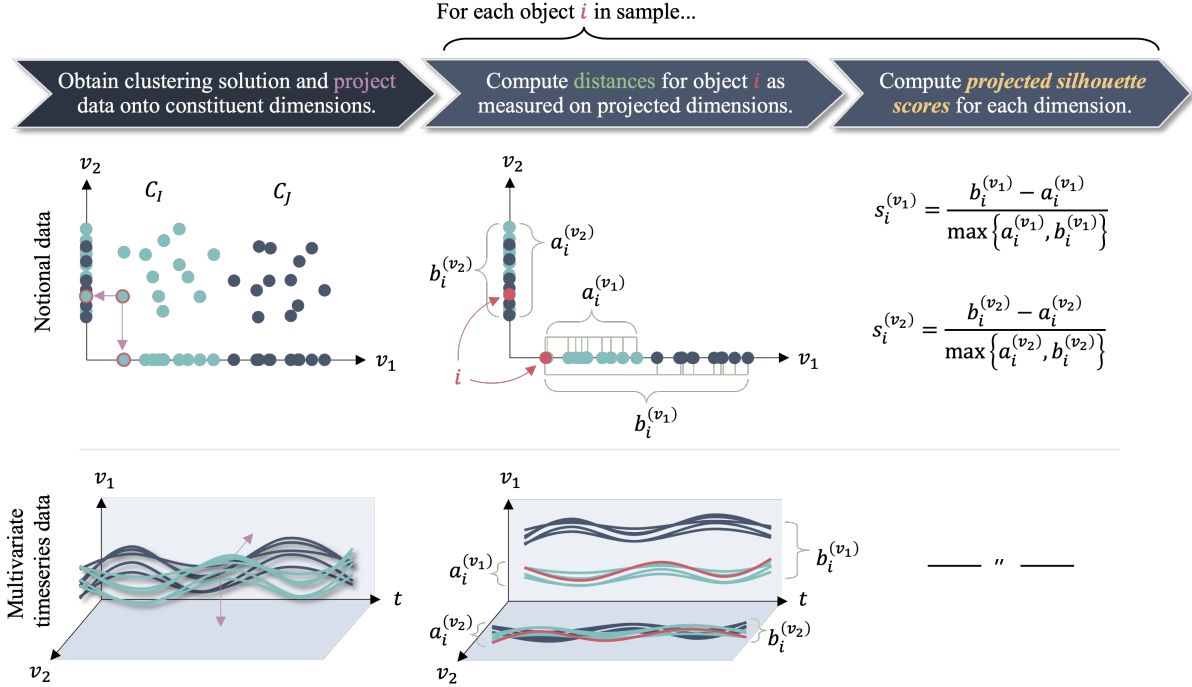 For each object i in sample...
Obtain clustering solution and project
data onto constituent dimensions.
Compute distances for object i as
measured on projected dimensions.
Compute projected silhouette
scores for each dimension.
Notional data
v₂
C_I
C_J
v₁
v₂
b_i^(v₂)
a_i^(v₂)
a_i^(v₁)
v₁
i
b_i^(v₁)
s_i^(v₁) = (b_i^(v₁) − a_i^(v₁)) / max{a_i^(v₁), b_i^(v₁)}
s_i^(v₂) = (b_i^(v₂) − a_i^(v₂)) / max{a_i^(v₂), b_i^(v₂)}
Multivariate
timeseries data
v₁
t
v₂
v₁
a_i^(v₁)
b_i^(v₁)
t
a_i^(v₂)
b_i^(v₂)
v₂
"